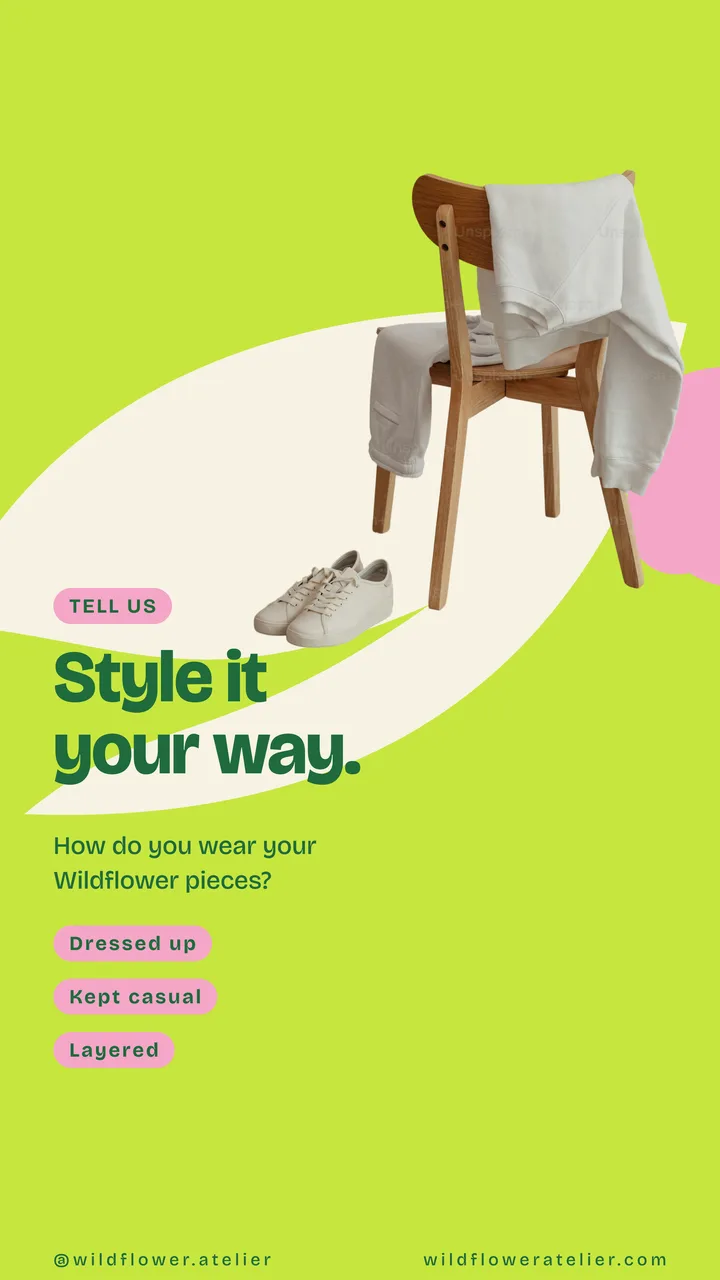 TELL US
Style it
your way.
How do you wear your
Wildflower pieces?
Dressed up
Kept casual
Layered
@wildflower.atelier
wildfloweratelier.com